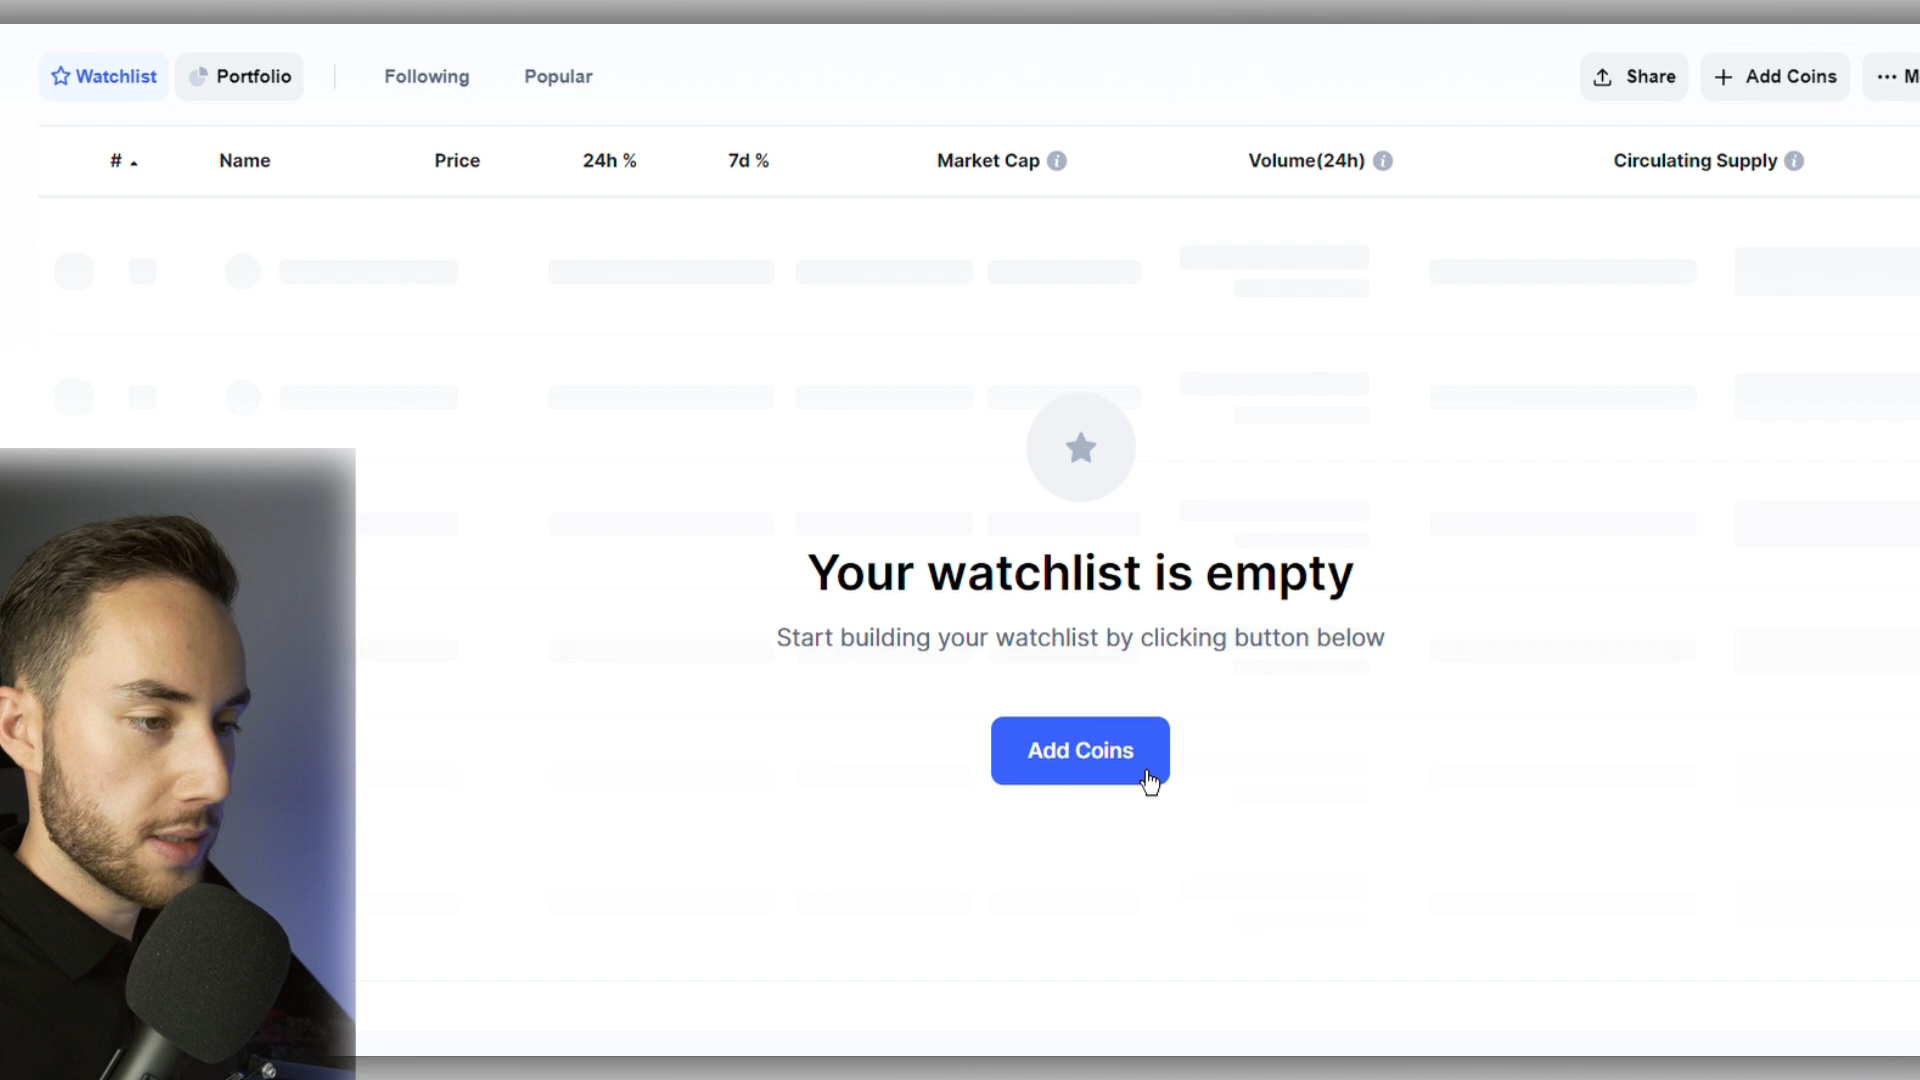 Watchlist Portfolio Following Popular Share + Add Coins ... M
# Name Price 24h % 7d % Market Cap Volume(24h) Circulating Supply
Your watchlist is empty
Start building your watchlist by clicking button below
Add Coins